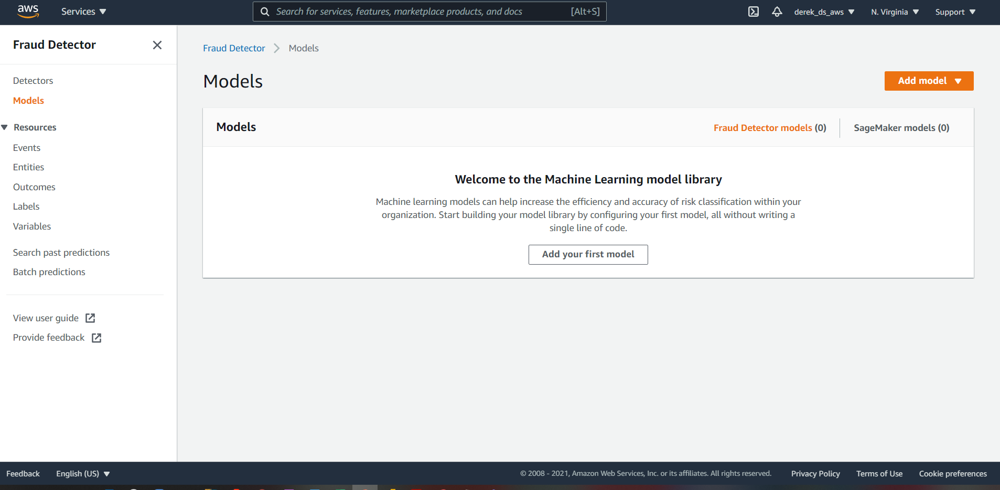 aws
Services
Search for services, features, marketplace products, and docs
[Alt+S]
derek_ds_aws
N. Virginia
Support
Fraud Detector
Detectors
Models
Resources
Events
Entities
Outcomes
Labels
Variables
Search past predictions
Batch predictions
View user guide
Provide feedback
Fraud Detector
Models
Models
Add model
Models
Fraud Detector models (0)
SageMaker models (0)
Welcome to the Machine Learning model library
Machine learning models can help increase the efficiency and accuracy of risk classification within your
organization. Start building your model library by configuring your first model, all without writing a
single line of code.
Add your first model
Feedback
English (US)
© 2008 - 2021, Amazon Web Services, Inc. or its affiliates. All rights reserved.
Privacy Policy
Terms of Use
Cookie preferences